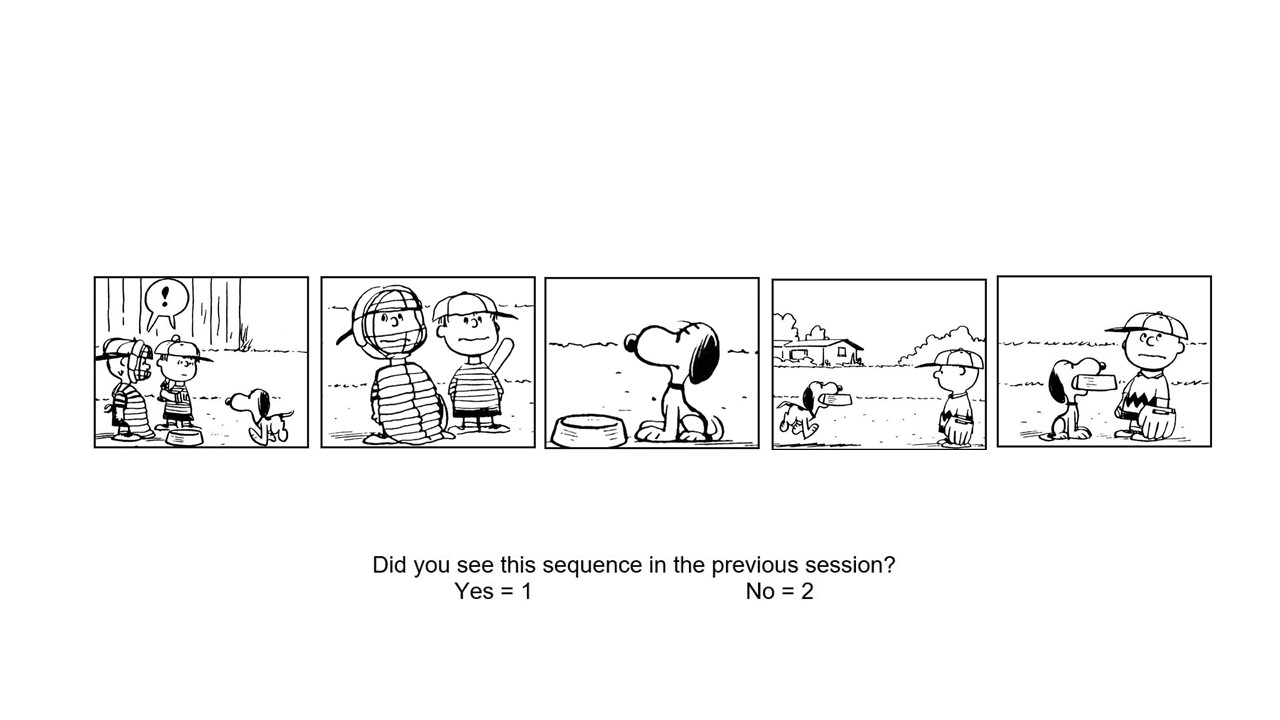 !
Did you see this sequence in the previous session?
Yes = 1 No = 2